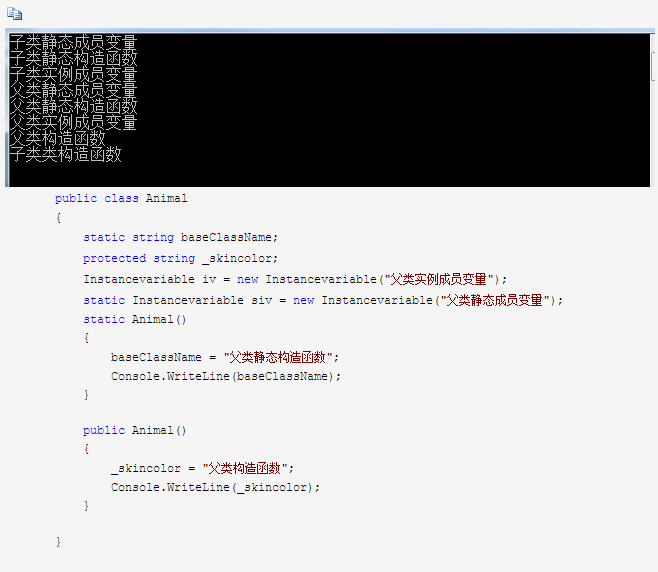 子类静态成员变量
子类静态构造函数
子类实例成员变量
父类静态成员变量
父类静态构造函数
父类实例成员变量
父类构造函数
子类类构造函数
public class Animal
{
static string baseClassName;
protected string _skincolor;
Instancevariable iv = new Instancevariable("父类实例成员变量");
static Instancevariable siv = new Instancevariable("父类静态成员变量");
static Animal()
{
baseClassName = "父类静态构造函数";
Console.WriteLine(baseClassName);
}
public Animal()
{
_skincolor = "父类构造函数";
Console.WriteLine(_skincolor);
}
}